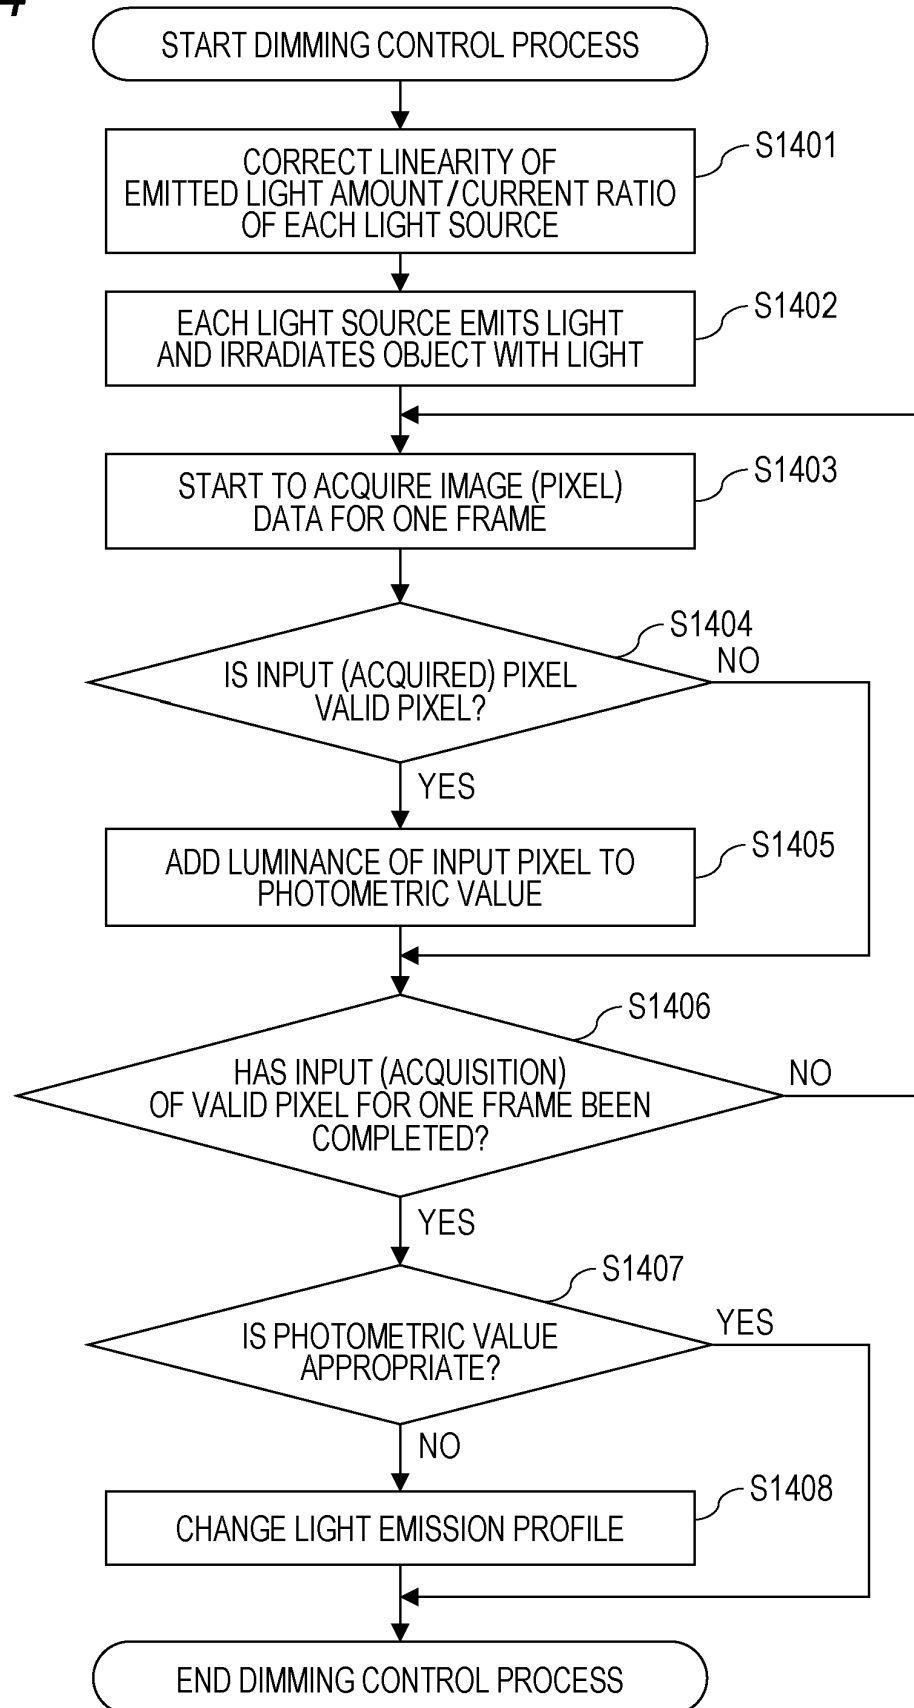 START DIMMING CONTROL PROCESS
S1401
CORRECT LINEARITY OF
EMITTED LIGHT AMOUNT/CURRENT RATIO
OF EACH LIGHT SOURCE
S1402
EACH LIGHT SOURCE EMITS LIGHT
AND IRRADIATES OBJECT WITH LIGHT
S1403
START TO ACQUIRE IMAGE (PIXEL)
DATA FOR ONE FRAME
S1404
NO
IS INPUT (ACQUIRED) PIXEL
VALID PIXEL?
YES
S1405
ADD LUMINANCE OF INPUT PIXEL TO
PHOTOMETRIC VALUE
S1406
NO
HAS INPUT (ACQUISITION)
OF VALID PIXEL FOR ONE FRAME BEEN
COMPLETED?
YES
S1407
YES
IS PHOTOMETRIC VALUE
APPROPRIATE?
NO
S1408
CHANGE LIGHT EMISSION PROFILE
END DIMMING CONTROL PROCESS